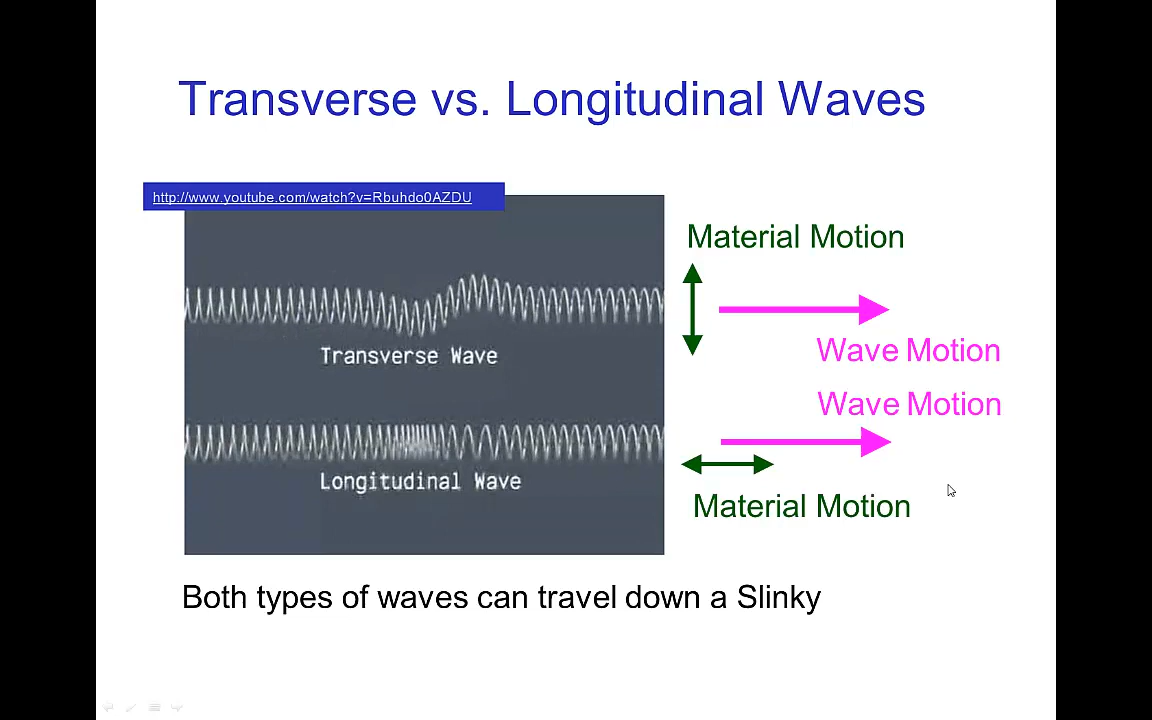 Transverse vs. Longitudinal Waves
http://www.youtube.com/watch?v=Rbuhdo0AZDU
Material Motion
Wave Motion
Transverse Wave
Wave Motion
Longitudinal Wave
Material Motion
Both types of waves can travel down a Slinky